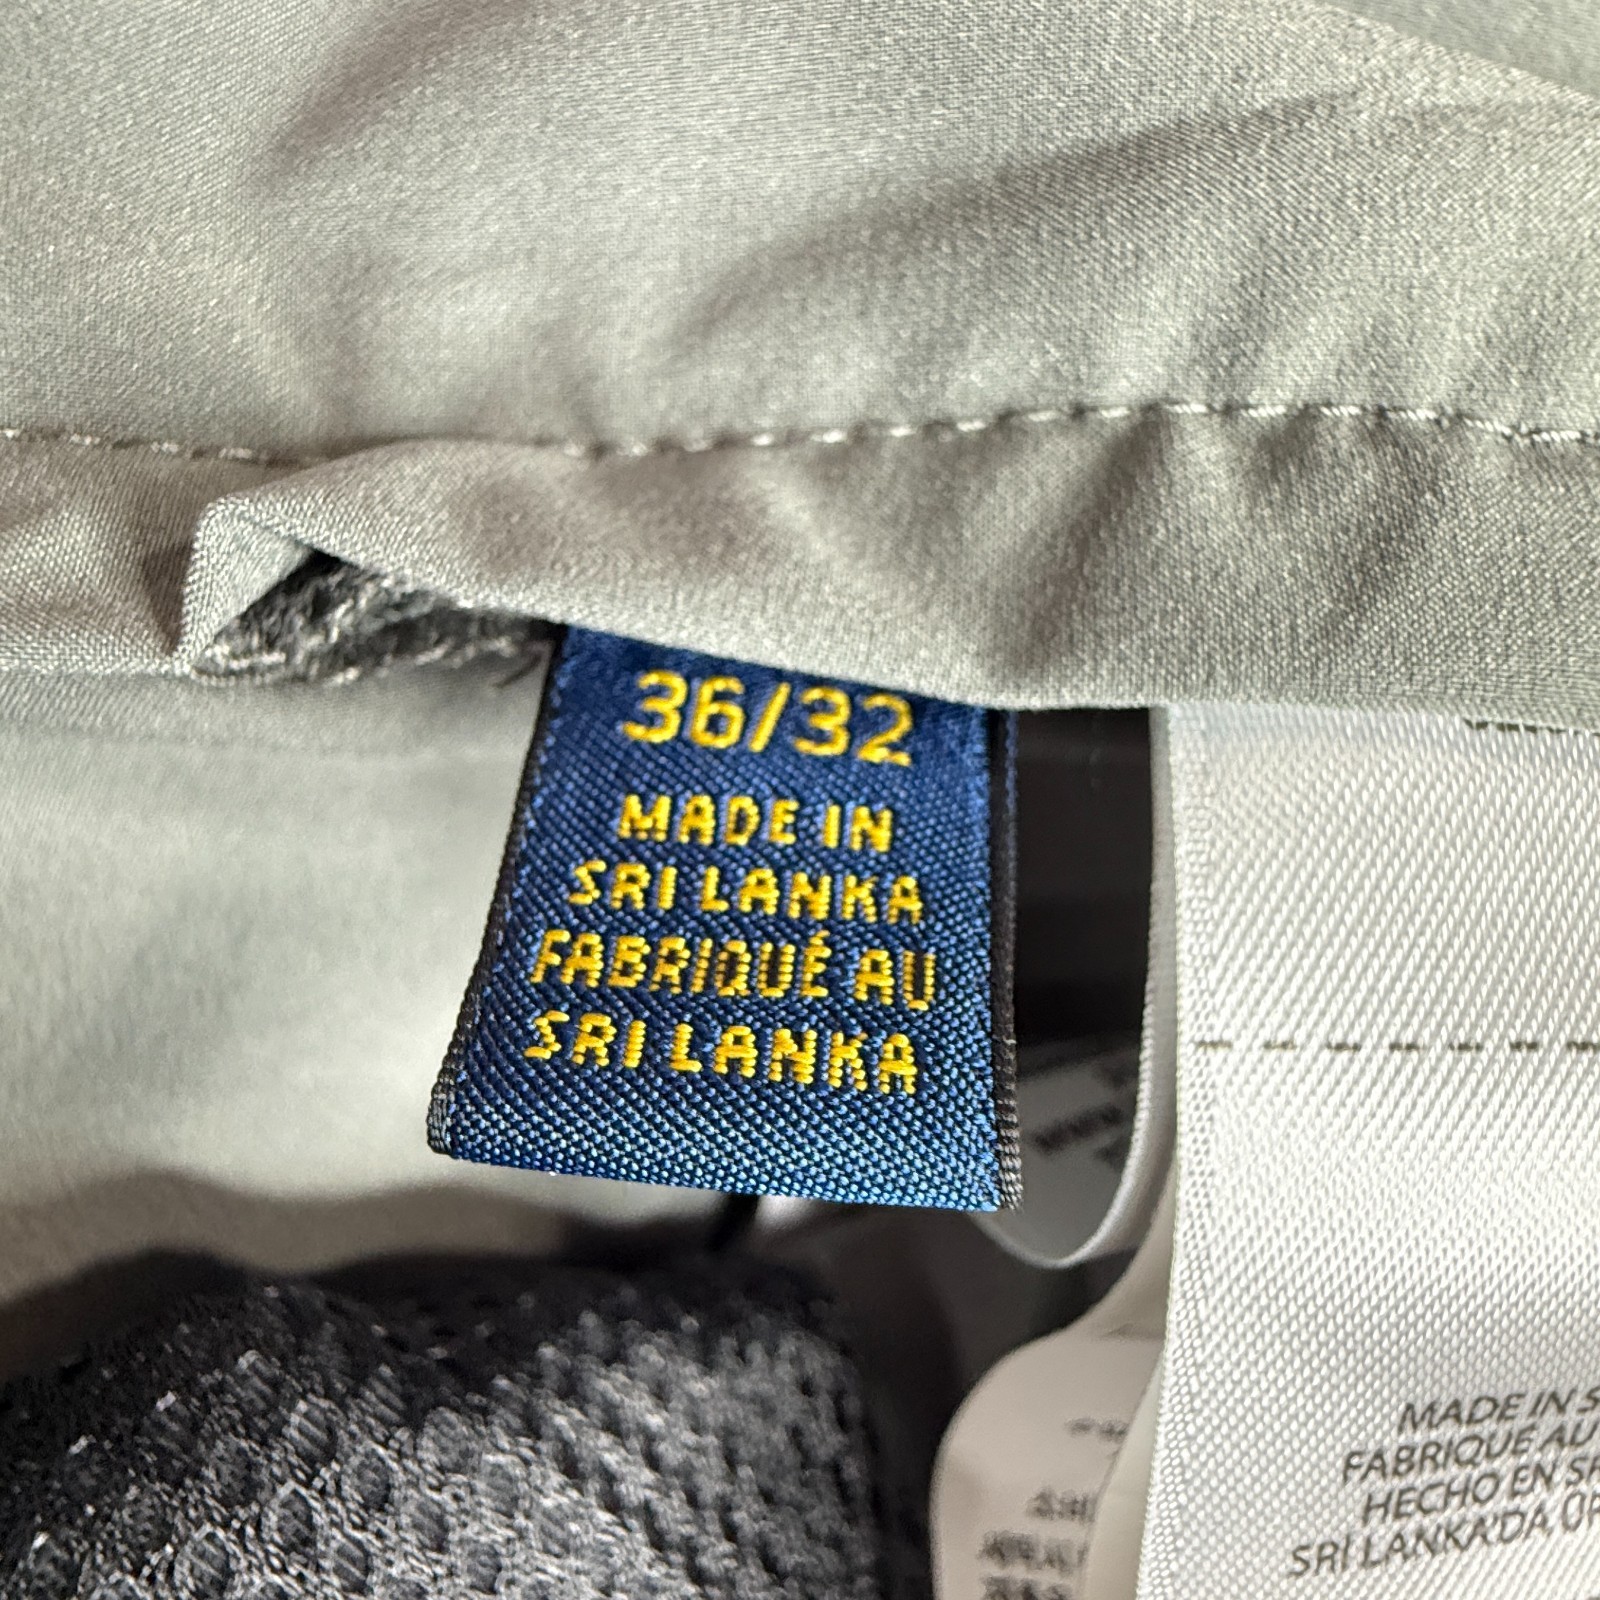 36/32
MADE IN
SRI LANKA
FABRIQUÉ AU
SRI LANKA
MADE IN S
FABRIQUÉ AU
HECHO EN SR
SRI LANKA'DA